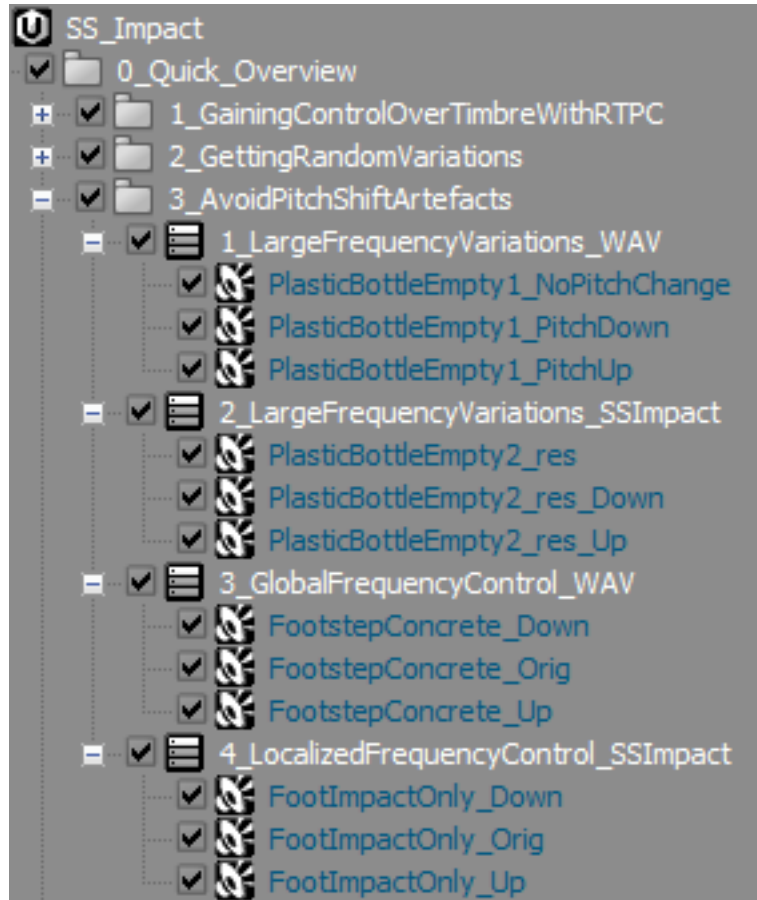 SS_Impact
0_Quick_Overview
1_GainingControlOverTimbreWithRTPC
2_GettingRandomVariations
3_AvoidPitchShiftArtefacts
1_LargeFrequencyVariations_WAV
PlasticBottleEmpty1_NoPitchChange
PlasticBottleEmpty1_PitchDown
PlasticBottleEmpty1_PitchUp
2_LargeFrequencyVariations_SSImpact
PlasticBottleEmpty2_res
PlasticBottleEmpty2_res_Down
PlasticBottleEmpty2_res_Up
3_GlobalFrequencyControl_WAV
FootstepConcrete_Down
FootstepConcrete_Orig
FootstepConcrete_Up
4_LocalizedFrequencyControl_SSImpact
FootImpactOnly_Down
FootImpactOnly_Orig
FootImpactOnly_Up